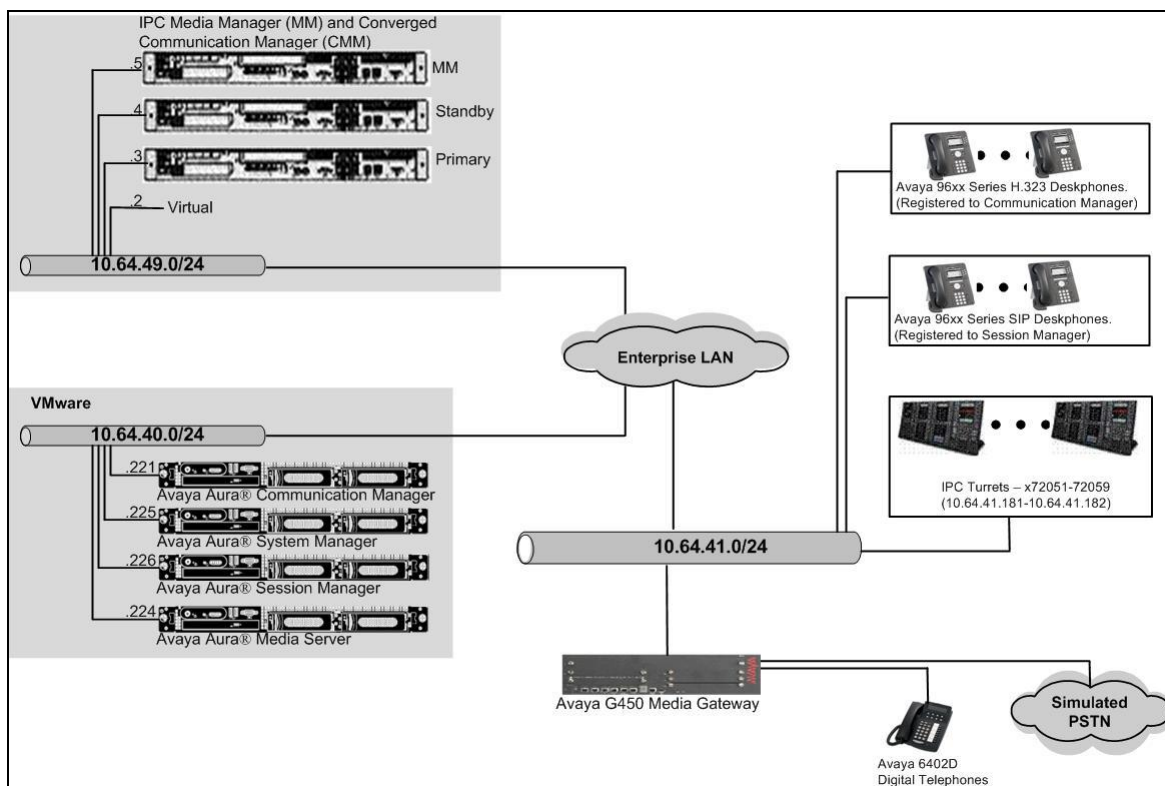 IPC Media Manager (MM) and Converged
Communication Manager (CMM)
.5
MM
.4
Standby
.3
Primary
.2
Virtual
10.64.49.0/24
VMware
10.64.40.0/24
.221
Avaya Aura® Communication Manager
.225
Avaya Aura® System Manager
.226
Avaya Aura® Session Manager
.224
Avaya Aura® Media Server
Enterprise LAN
Avaya 96xx Series H.323 Deskphones.
(Registered to Communication Manager)
Avaya 96xx Series SIP Deskphones.
(Registered to Session Manager)
IPC Turrets – x72051-72059
(10.64.41.181-10.64.41.182)
10.64.41.0/24
Avaya G450 Media Gateway
Avaya 6402D
Digital Telephones
Simulated
PSTN